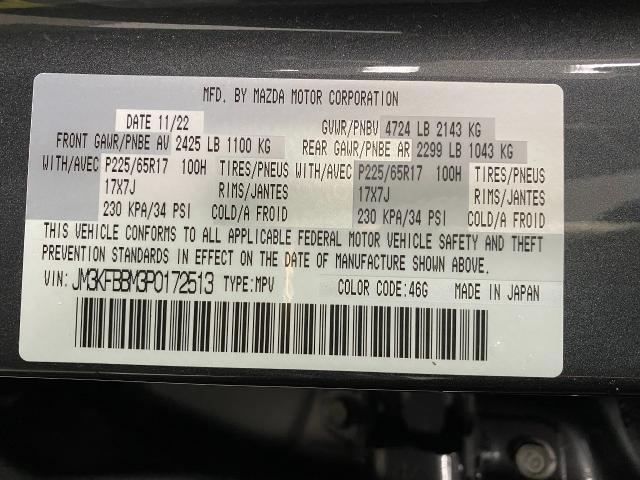 MFD. BY MAZDA MOTOR CORPORATION
DATE 11/22 GVWR/PNBV 4724 LB 2143 KG
FRONT GAWR/PNBE AV 2425 LB 1100 KG REAR GAWR/PNBE AR 2299 LB 1043 KG
WITH/AVEC P225/65R17 100H TIRES/PNEUS WITH/AVEC P225/65R17 100H TIRES/PNEUS
17X7J RIMS/JANTES 17X7J RIMS/JANTES
230 KPA/34 PSI COLD/A FROID 230 KPA/34 PSI COLD/A FROID
THIS VEHICLE CONFORMS TO ALL APPLICABLE FEDERAL MOTOR VEHICLE SAFETY AND THEFT
PREVENTION STANDARDS IN EFFECT ON THE DATE OF MANUFACTURE SHOWN ABOVE.
VIN: JM3KFBBM3P0172513 TYPE:MPV COLOR CODE:46G MADE IN JAPAN